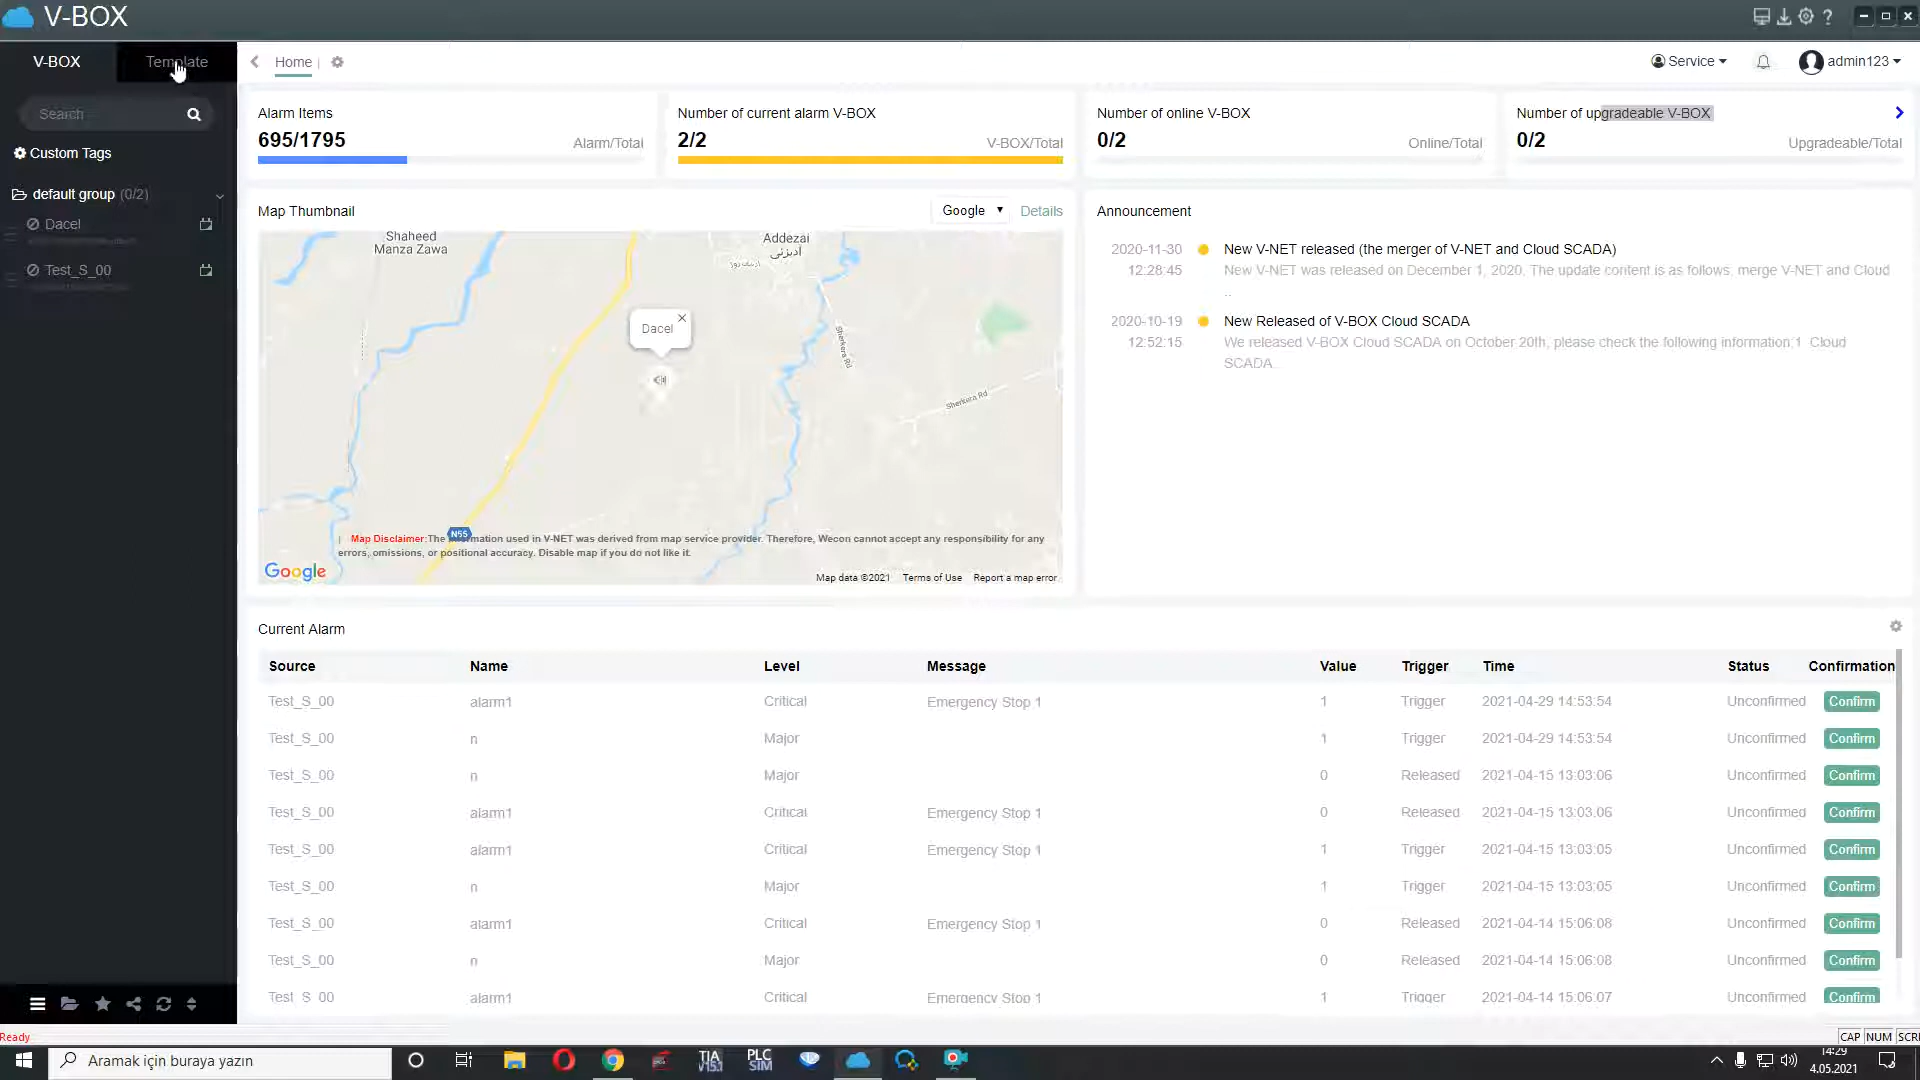 V-BOX
V-BOX
Template
Search
Custom Tags
default group (0/2)
Dacel
Test_S_00
Home
Service
admin123
Alarm Items
695/1795
Alarm/Total
Number of current alarm V-BOX
2/2
V-BOX/Total
Number of online V-BOX
0/2
Online/Total
Number of upgradeable V-BOX
0/2
Upgradeable/Total
Map Thumbnail
Google
Details
Shaheed
Manza Zawa
Addezai
Dacel
Sherkera Rd
Sherkera Rd
N55
Map Disclaimer:The information used in V-NET was derived from map service provider. Therefore, Wecon cannot accept any responsibility for any
errors, omissions, or positional accuracy. Disable map if you do not like it.
Google
Map data ©2021
Terms of Use
Report a map error
Announcement
2020-11-30
12:28:45
New V-NET released (the merger of V-NET and Cloud SCADA)
New V-NET was released on December 1, 2020. The update content is as follows: merge V-NET and Cloud
..
2020-10-19
12:52:15
New Released of V-BOX Cloud SCADA
We released V-BOX Cloud SCADA on October 20th, please check the following information:1 Cloud
SCADA.
Current Alarm
Source Name Level Message Value Trigger Time Status Confirmation
Test_S_00 alarm1 Critical Emergency Stop 1 1 Trigger 2021-04-29 14:53:54 Unconfirmed Confirm
Test_S_00 n Major 1 Trigger 2021-04-29 14:53:54 Unconfirmed Confirm
Test_S_00 n Major 0 Released 2021-04-15 13:03:06 Unconfirmed Confirm
Test_S_00 alarm1 Critical Emergency Stop 1 0 Released 2021-04-15 13:03:06 Unconfirmed Confirm
Test_S_00 alarm1 Critical Emergency Stop 1 1 Trigger 2021-04-15 13:03:05 Unconfirmed Confirm
Test_S_00 n Major 1 Trigger 2021-04-15 13:03:05 Unconfirmed Confirm
Test_S_00 alarm1 Critical Emergency Stop 1 0 Released 2021-04-14 15:06:08 Unconfirmed Confirm
Test_S_00 n Major 0 Released 2021-04-14 15:06:08 Unconfirmed Confirm
Test_S_00 alarm1 Critical Emergency Stop 1 1 Trigger 2021-04-14 15:06:07 Unconfirmed Confirm
Ready
CAP NUM SCRI
Aramak için buraya yazın
TIA
V15.1
PLC
SIM
14:29
4.05.2021